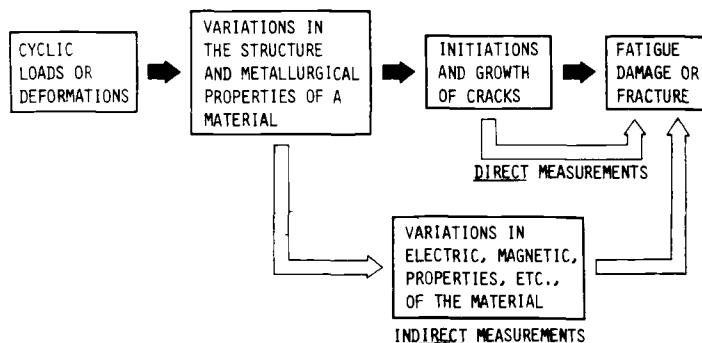 CYCLIC
LOADS OR
DEFORMATIONS
VARIATIONS IN
THE STRUCTURE
AND METALLURGICAL
PROPERTIES OF A
MATERIAL
INITIATIONS
AND GROWTH
OF CRACKS
FATIGUE
DAMAGE OR
FRACTURE
DIRECT MEASUREMENTS
VARIATIONS IN
ELECTRIC, MAGNETIC,
PROPERTIES, ETC.,
OF THE MATERIAL
INDIRECT MEASUREMENTS